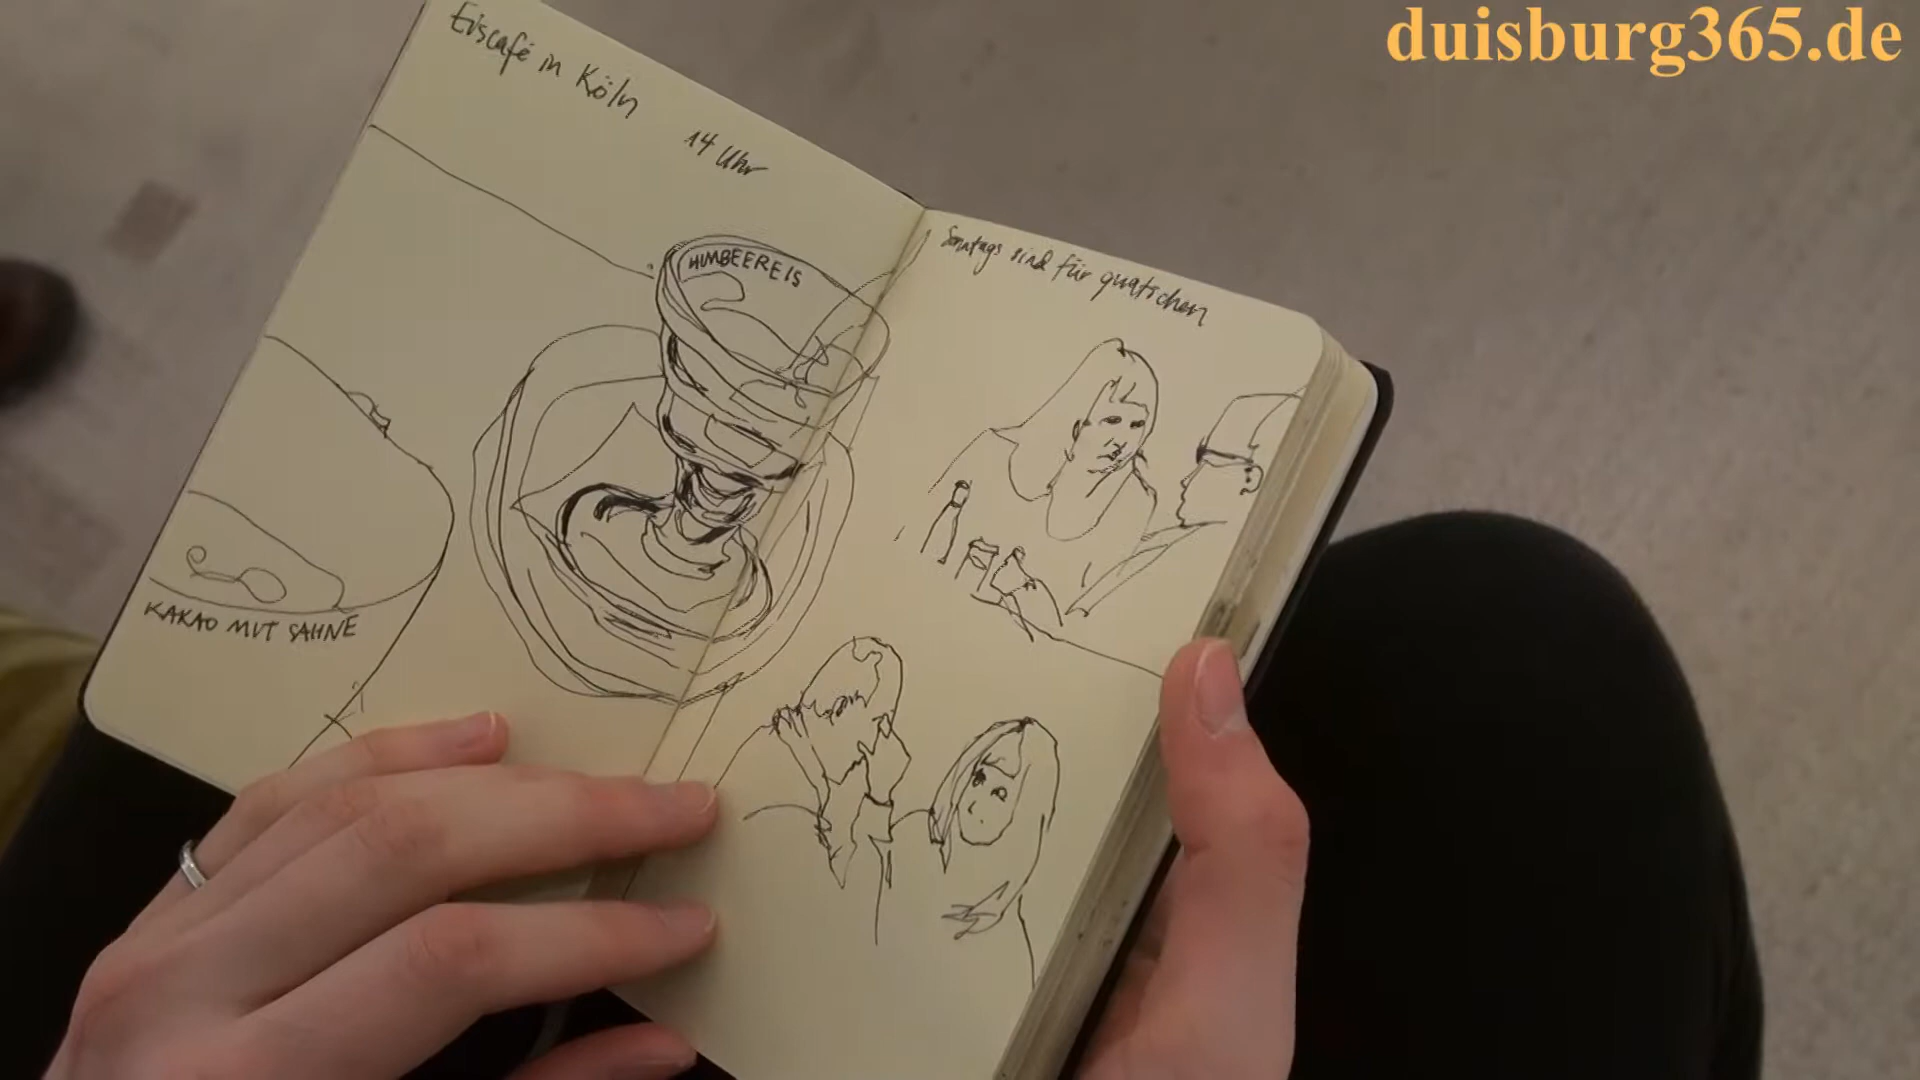 duisburg365.de
Eiscafé in Köln
14 Uhr
HIMBEEREIS
KAKAO MIT SAHNE
Sonntags sind für quatschen